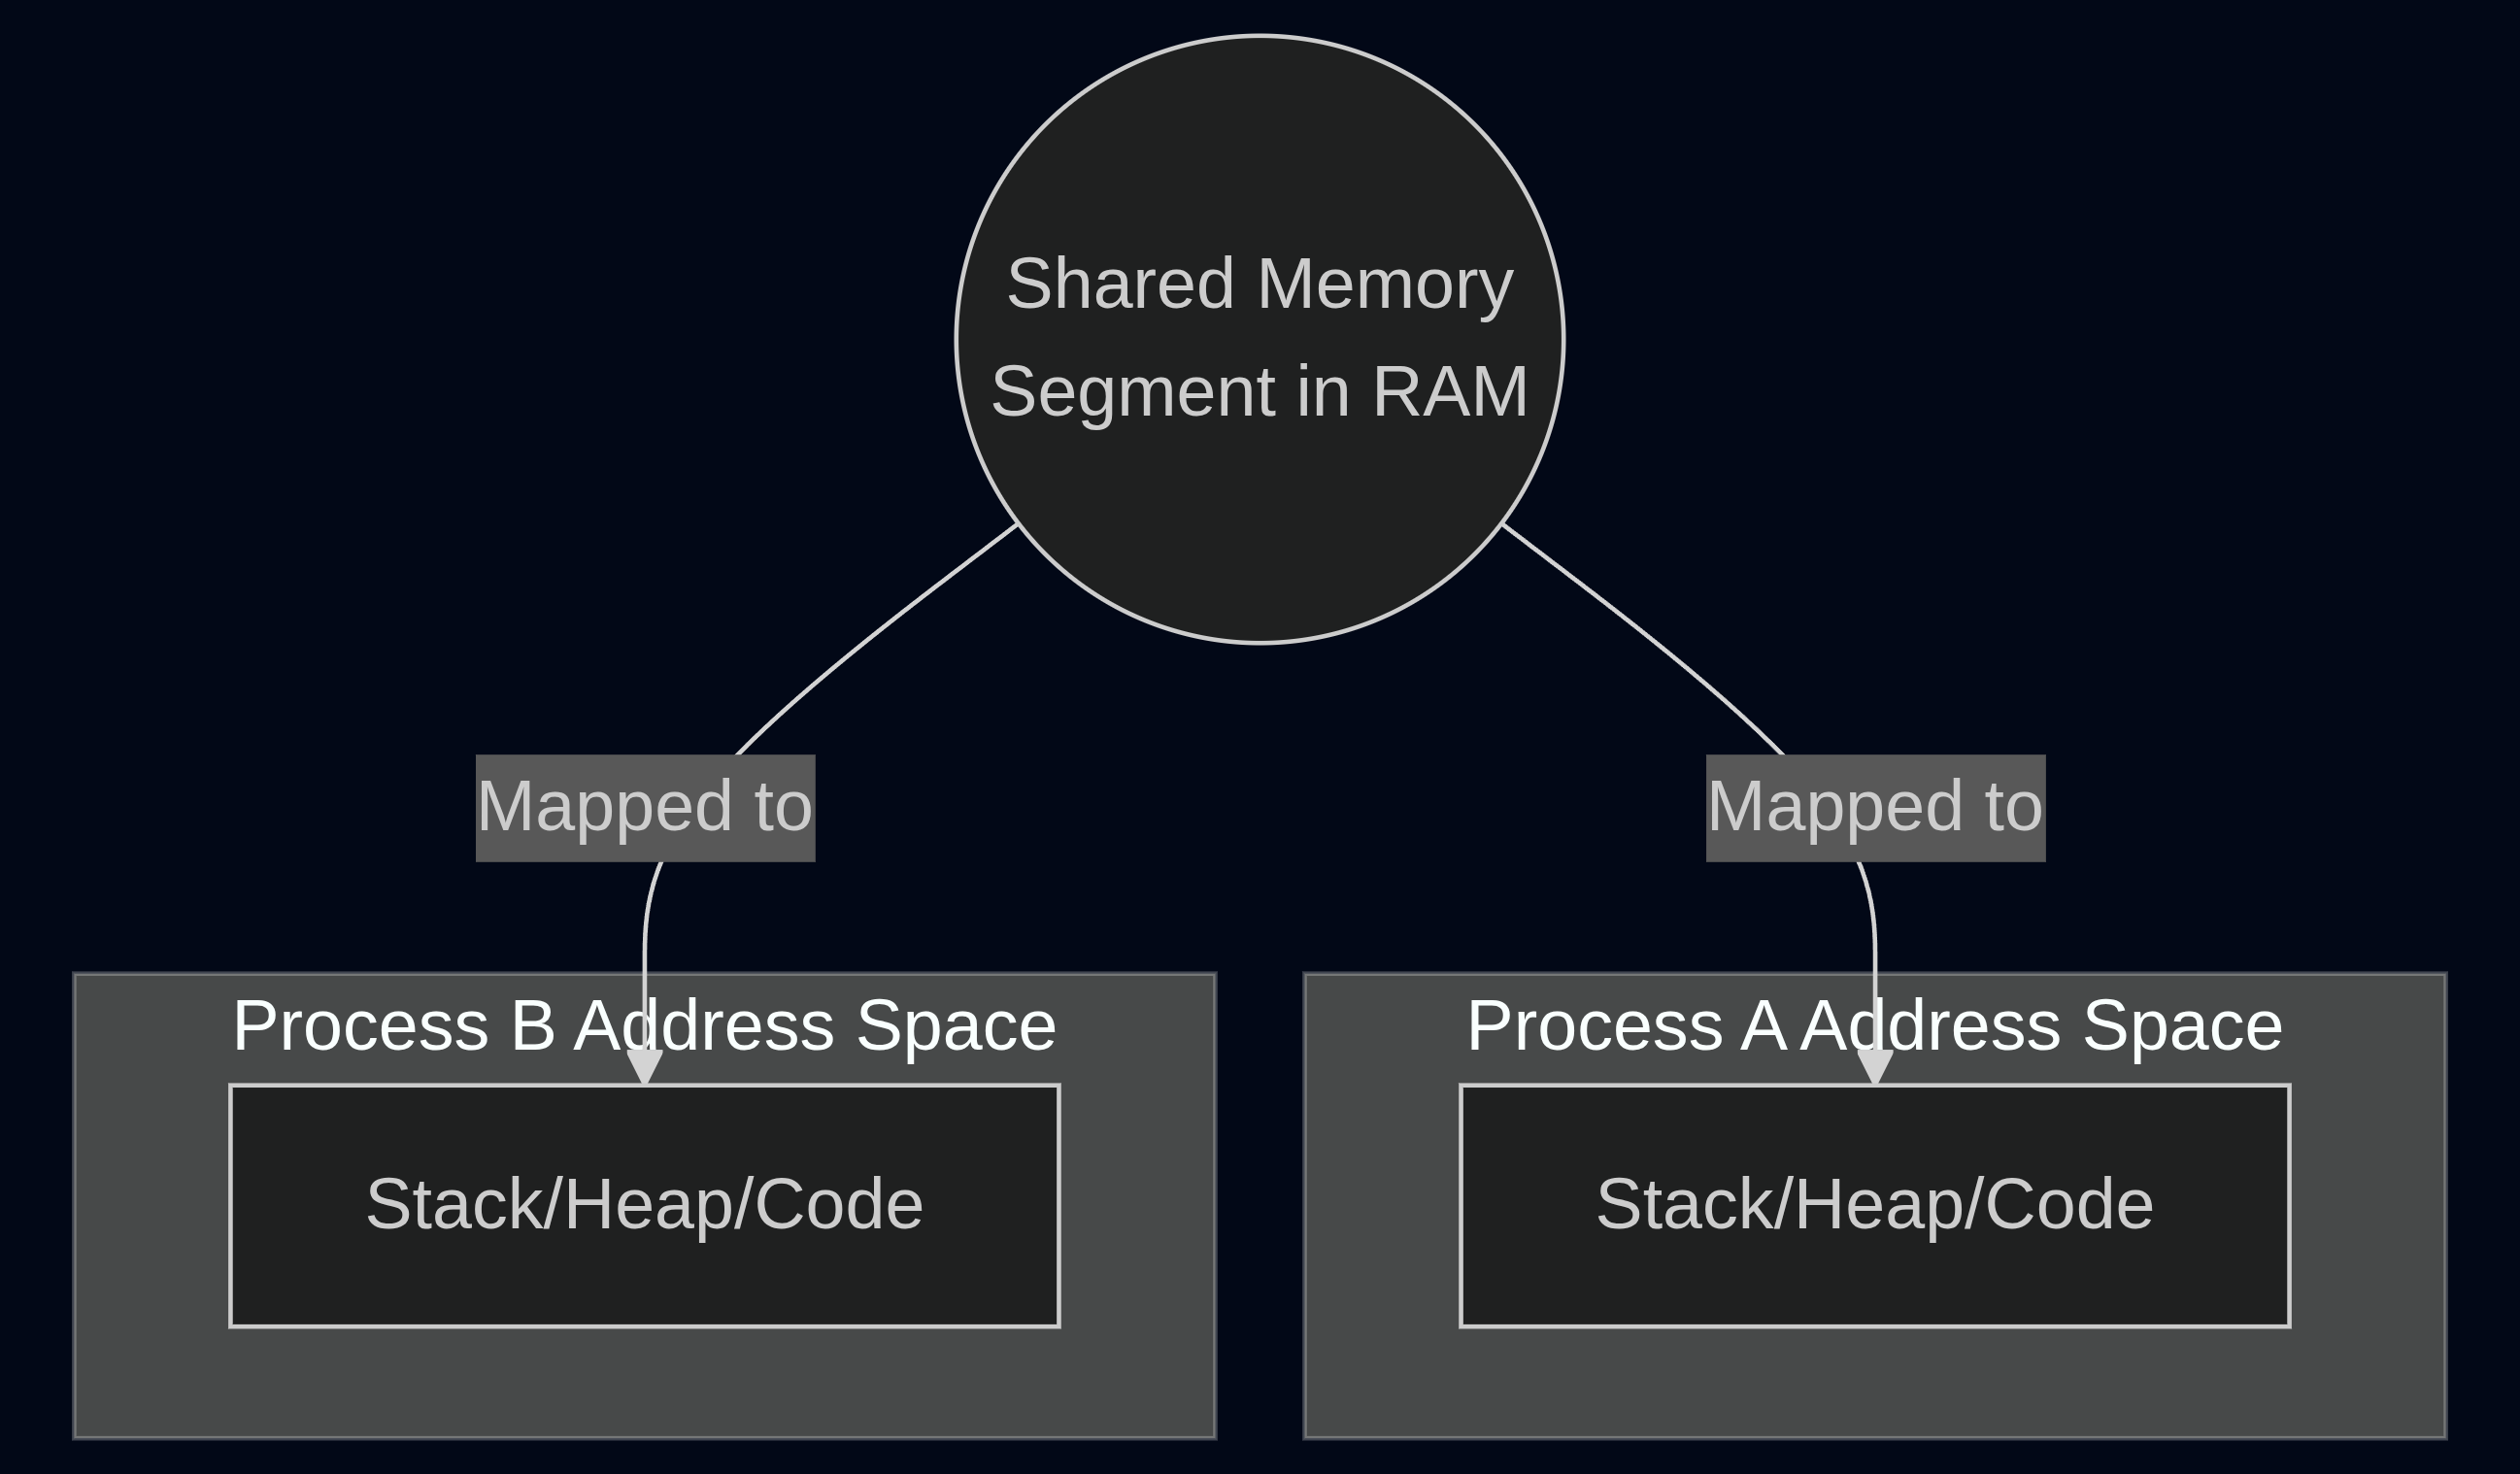 Shared Memory
Segment in RAM
Mapped to
Mapped to
Process B Address Space
Process A Address Space
Stack/Heap/Code
Stack/Heap/Code